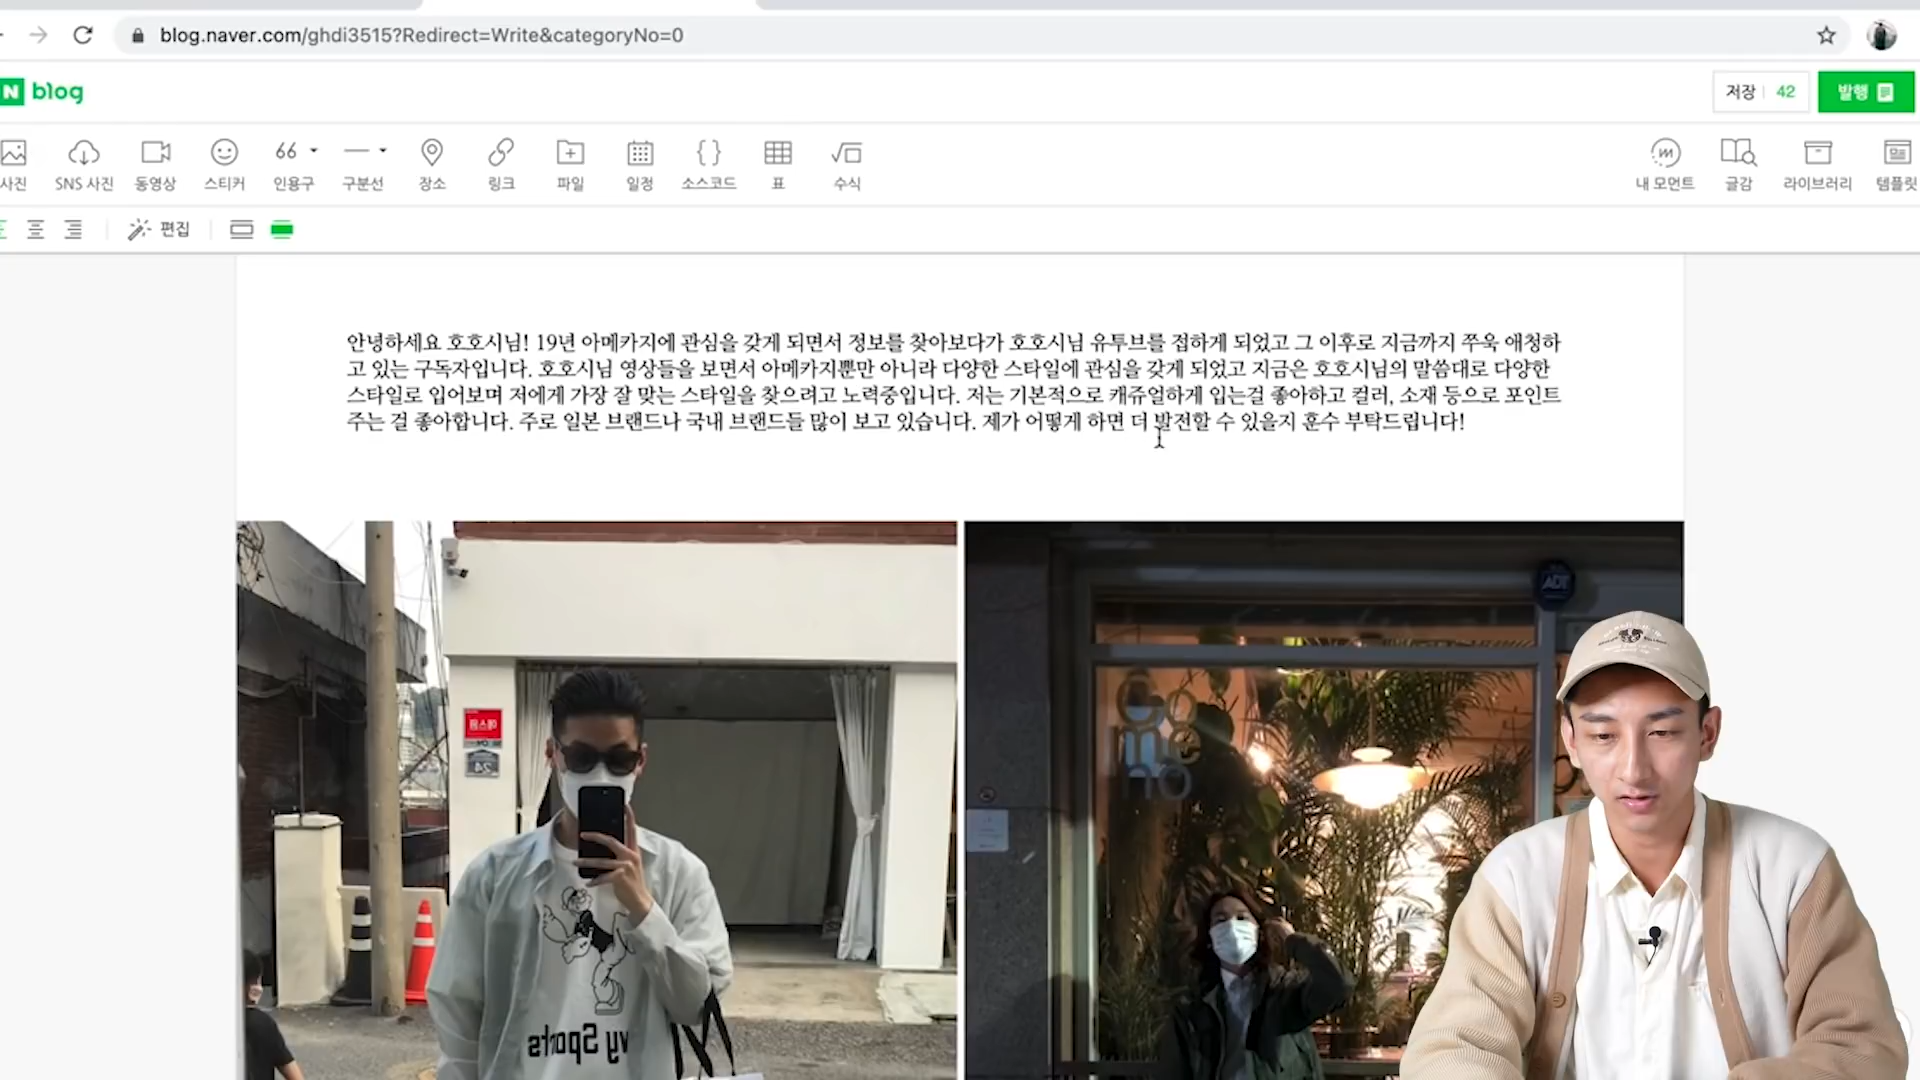 blog.naver.com/ghdi3515?Redirect=Write&categoryNo=0
N blog
저장 42
발행
사진
SNS 사진
동영상
스티커
66
인용구
구분선
장소
링크
파일
일정
소스코드
표
수식
내 모먼트
글감
라이브러리
템플릿
편집
안녕하세요 호호시님! 19년 아메카지에 관심을 갖게 되면서 정보를 찾아보다가 호호시님 유투브를 접하게 되었고 그 이후로 지금까지 쭈욱 애청하
고 있는 구독자입니다. 호호시님 영상들을 보면서 아메카지뿐만 아니라 다양한 스타일에 관심을 갖게 되었고 지금은 호호시님의 말씀대로 다양한
스타일로 입어보며 저에게 가장 잘 맞는 스타일을 찾으려고 노력중입니다. 저는 기본적으로 캐쥬얼하게 입는걸 좋아하고 컬러, 소재 등으로 포인트
주는 걸 좋아합니다. 주로 일본 브랜드나 국내 브랜드들 많이 보고 있습니다. 제가 어떻게 하면 더 발전할 수 있을지 훈수 부탁드립니다!
ADT
Co
me
no
24
vy Sports